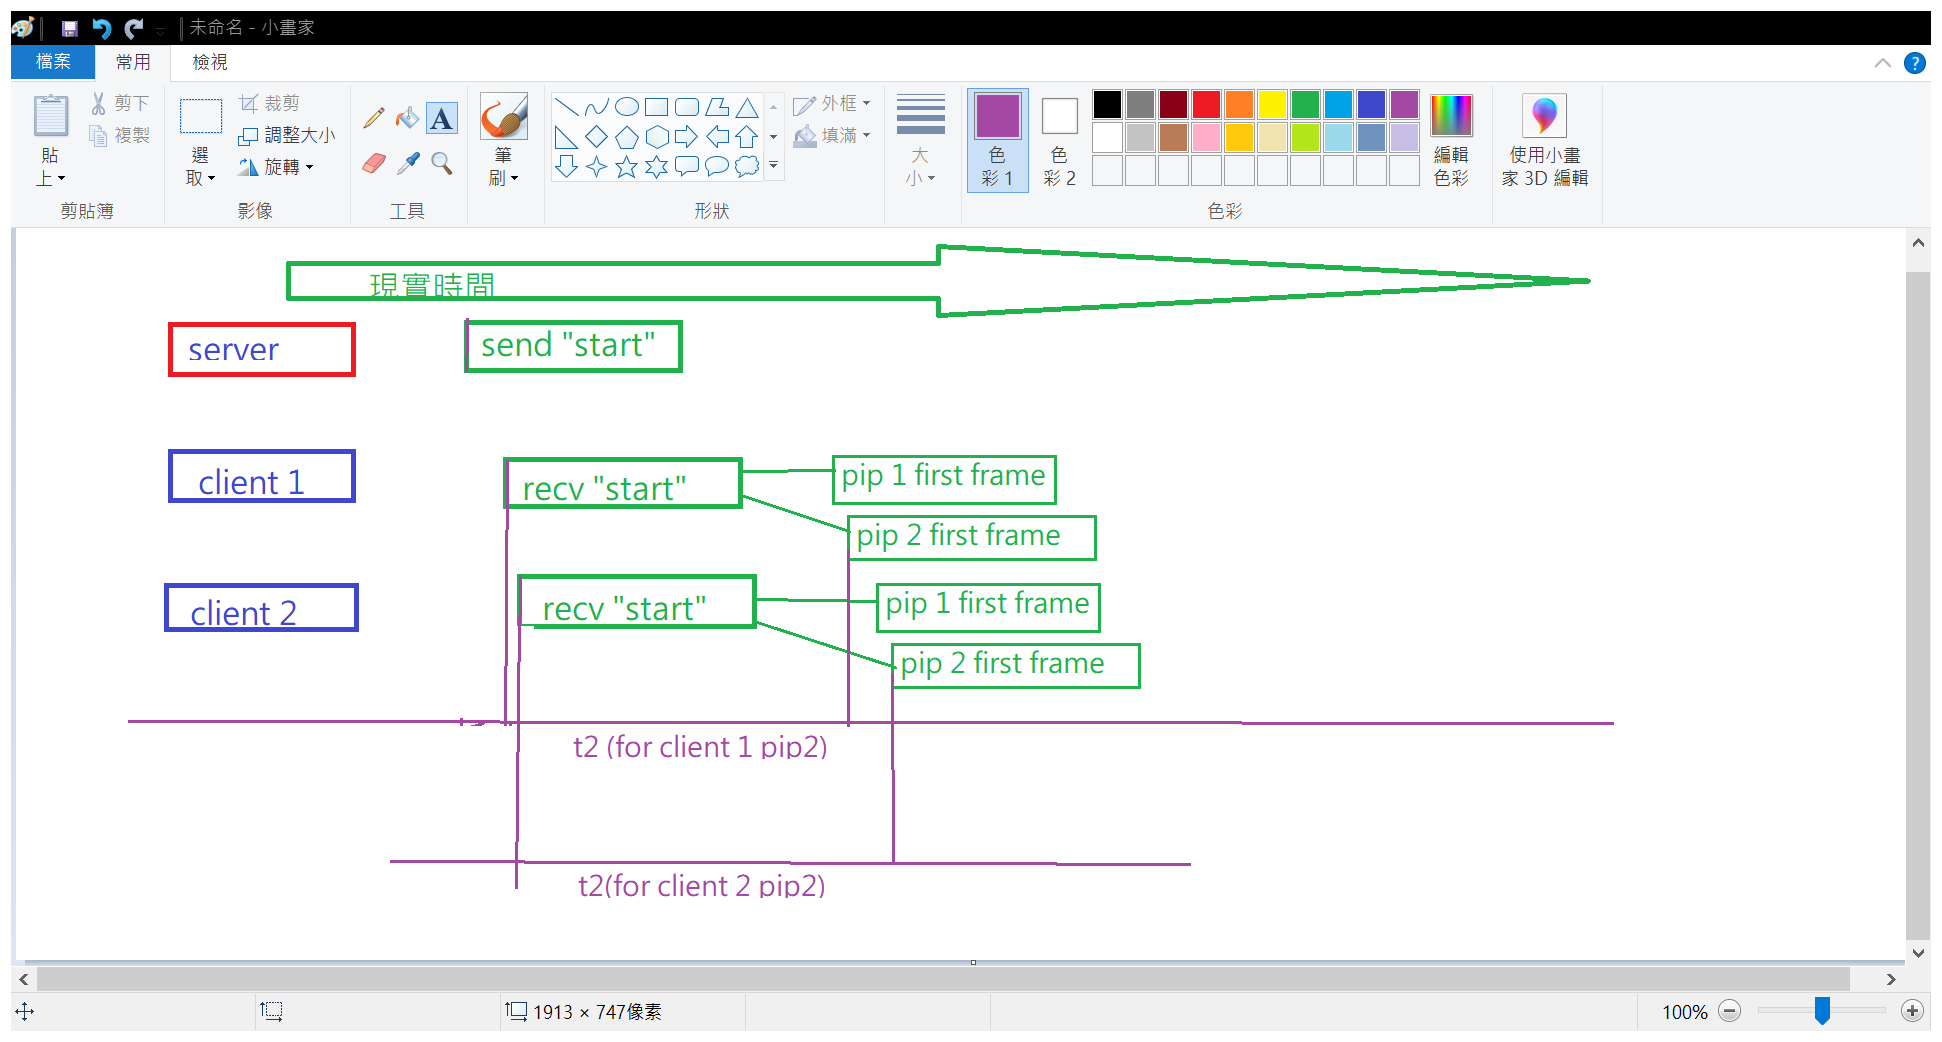 未命名 - 小畫家
檔案 常用 檢視
貼上
剪下
複製
剪貼簿
選取
裁剪
調整大小
旋轉
影像
A
工具
筆刷
形狀
外框
填滿
大小
色彩 1
色彩 2
色彩
編輯色彩
使用小畫家 3D 編輯
現實時間
server
send "start"
client 1
recv "start"
pip 1 first frame
pip 2 first frame
client 2
recv "start"
pip 1 first frame
pip 2 first frame
t2 (for client 1 pip2)
t2(for client 2 pip2)
1913 × 747像素
100%